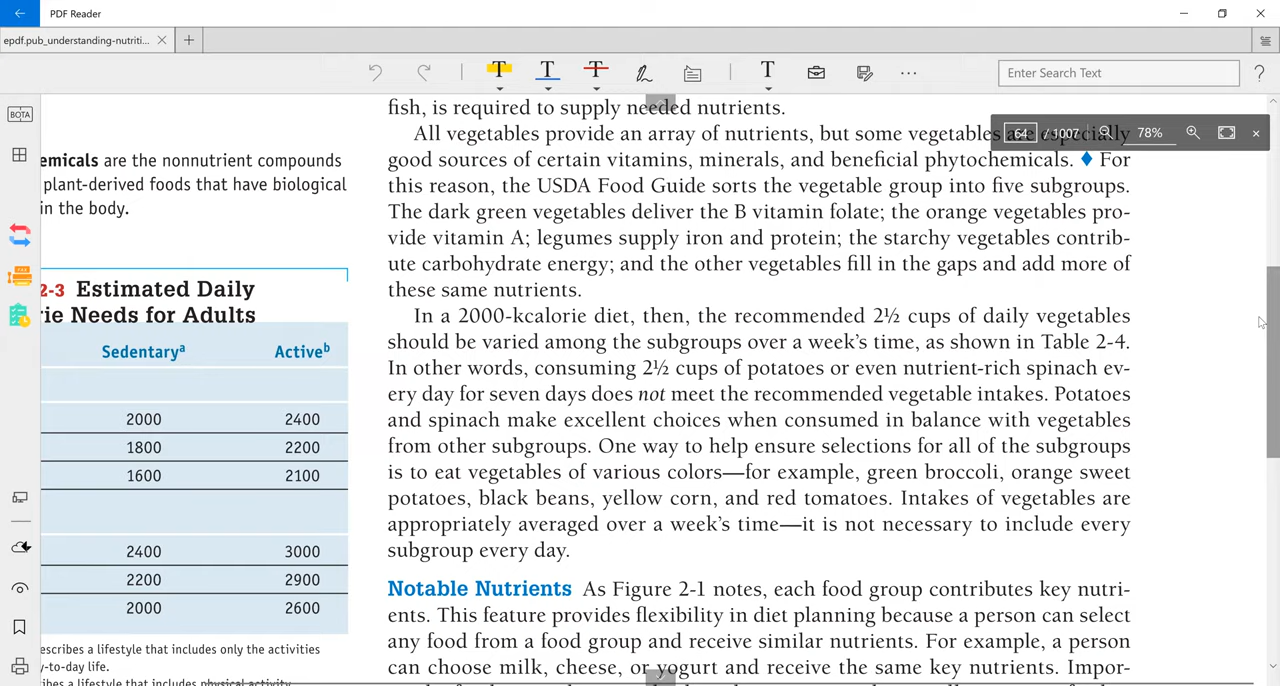 PDF Reader
epdf.pub_understanding-nutriti...
T T T T ...
Enter Search Text
?
BOTA
64 / 1007 78%
emicals are the nonnutrient compounds
plant-derived foods that have biological
in the body.
2-3 Estimated Daily
rie Needs for Adults
Sedentaryᵃ Activeᵇ
2000 2400
1800 2200
1600 2100
2400 3000
2200 2900
2000 2600
escribes a lifestyle that includes only the activities
y-to-day life.
ibes a lifestyle that includes physical activity
fish, is required to supply needed nutrients.
All vegetables provide an array of nutrients, but some vegetables are especially
good sources of certain vitamins, minerals, and beneficial phytochemicals. ◆ For
this reason, the USDA Food Guide sorts the vegetable group into five subgroups.
The dark green vegetables deliver the B vitamin folate; the orange vegetables pro-
vide vitamin A; legumes supply iron and protein; the starchy vegetables contrib-
ute carbohydrate energy; and the other vegetables fill in the gaps and add more of
these same nutrients.
In a 2000-kcalorie diet, then, the recommended 2½ cups of daily vegetables
should be varied among the subgroups over a week's time, as shown in Table 2-4.
In other words, consuming 2½ cups of potatoes or even nutrient-rich spinach ev-
ery day for seven days does not meet the recommended vegetable intakes. Potatoes
and spinach make excellent choices when consumed in balance with vegetables
from other subgroups. One way to help ensure selections for all of the subgroups
is to eat vegetables of various colors—for example, green broccoli, orange sweet
potatoes, black beans, yellow corn, and red tomatoes. Intakes of vegetables are
appropriately averaged over a week's time—it is not necessary to include every
subgroup every day.
Notable Nutrients As Figure 2-1 notes, each food group contributes key nutri-
ents. This feature provides flexibility in diet planning because a person can select
any food from a food group and receive similar nutrients. For example, a person
can choose milk, cheese, or yogurt and receive the same key nutrients. Impor-